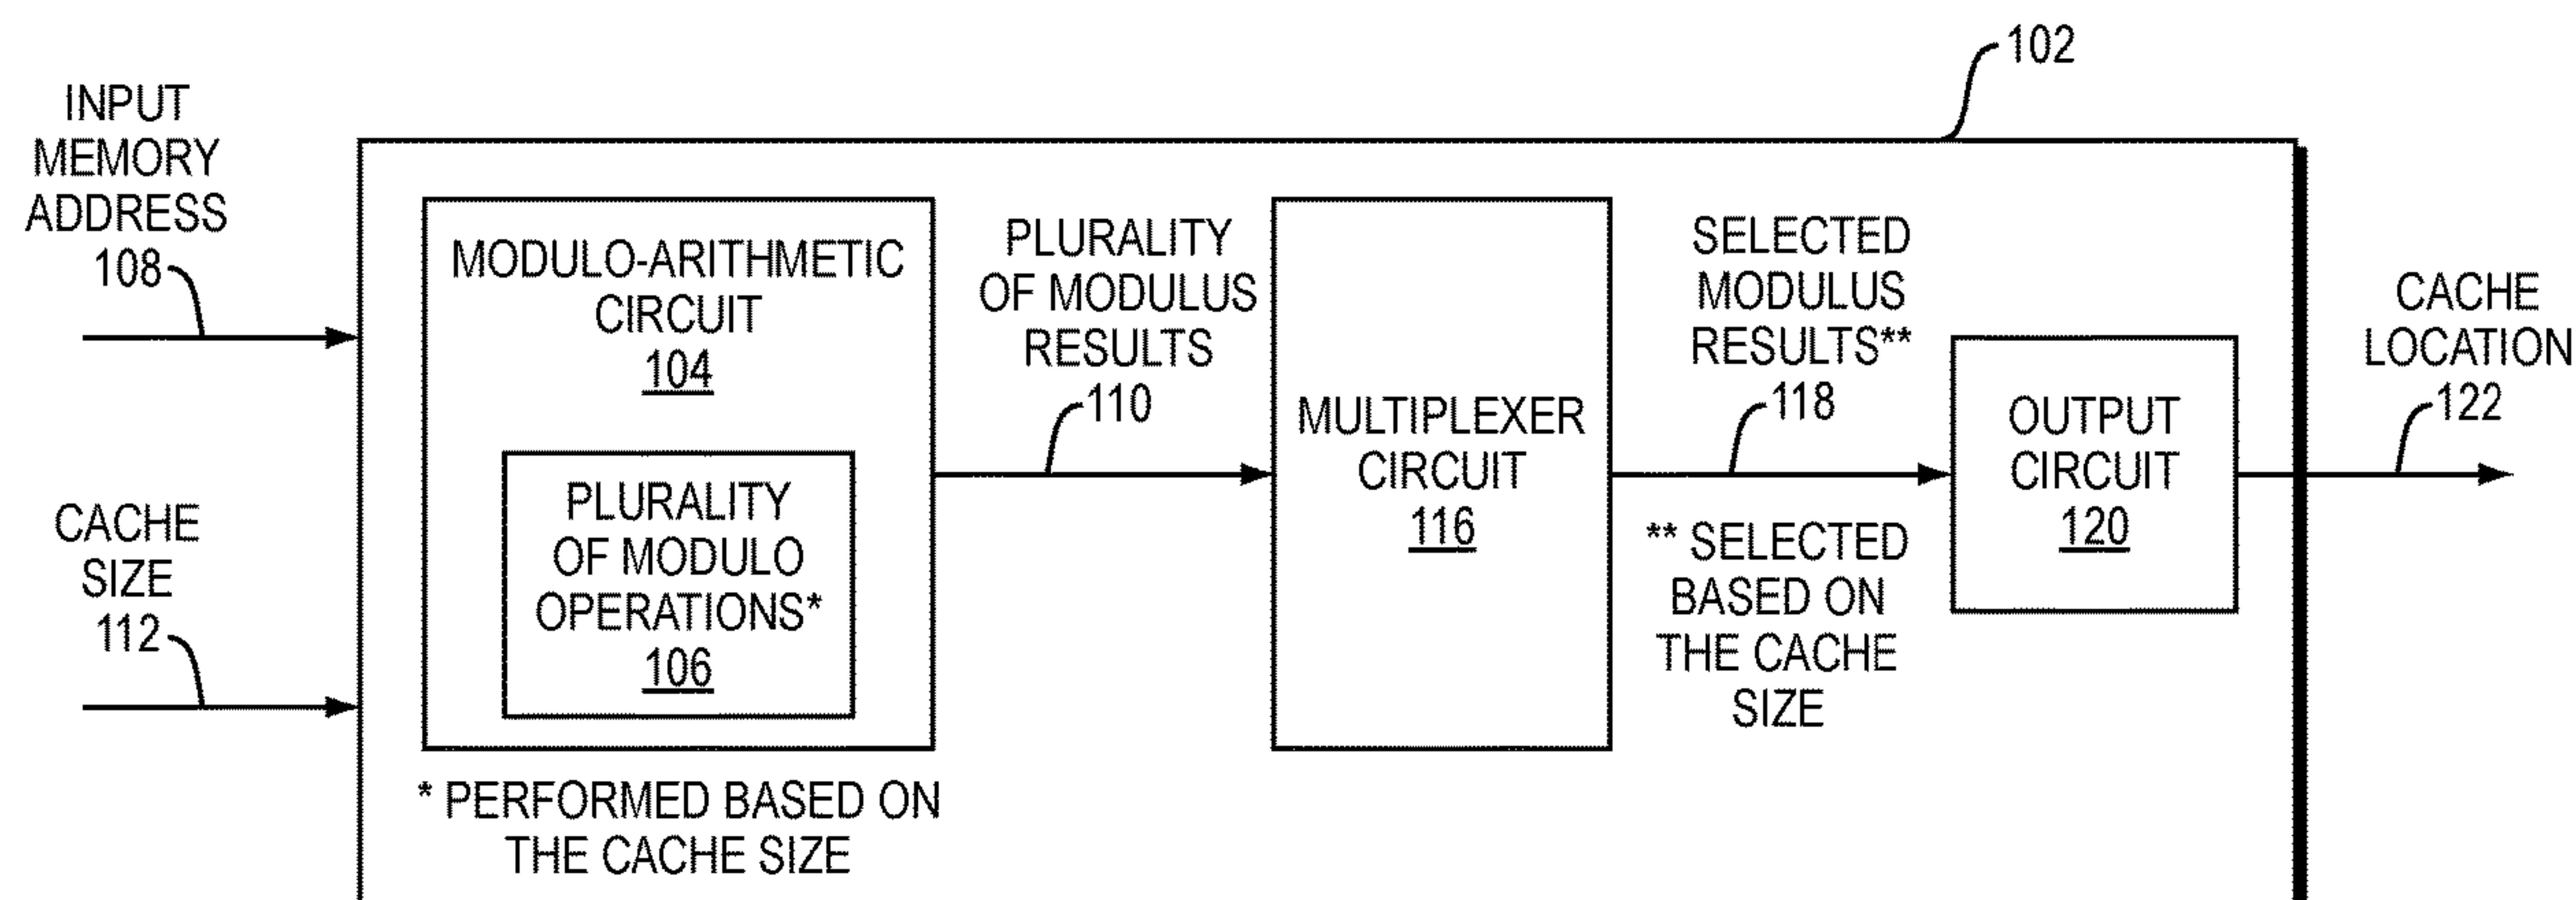 102
INPUT
MEMORY
ADDRESS
108
CACHE
SIZE
112
MODULO-ARITHMETIC
CIRCUIT
104
PLURALITY
OF MODULO
OPERATIONS*
106
* PERFORMED BASED ON
THE CACHE SIZE
PLURALITY
OF MODULUS
RESULTS
110
MULTIPLEXER
CIRCUIT
116
SELECTED
MODULUS
RESULTS**
118
** SELECTED
BASED ON
THE CACHE
SIZE
OUTPUT
CIRCUIT
120
CACHE
LOCATION
122